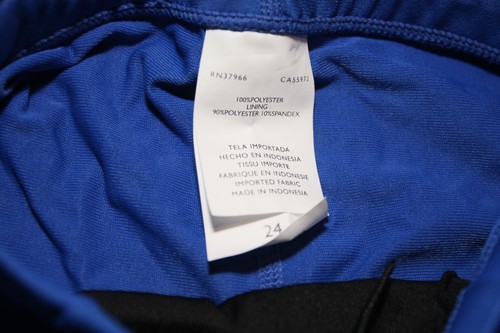 RN37966 CA55973
100%POLYESTER
LINING
90%POLYESTER 10%SPANDEX
TELA IMPORTADA
HECHO EN INDONESIA
TISSU IMPORTE
FABRIQUE EN INDONESIE
IMPORTED FABRIC
MADE IN INDONESIA
24